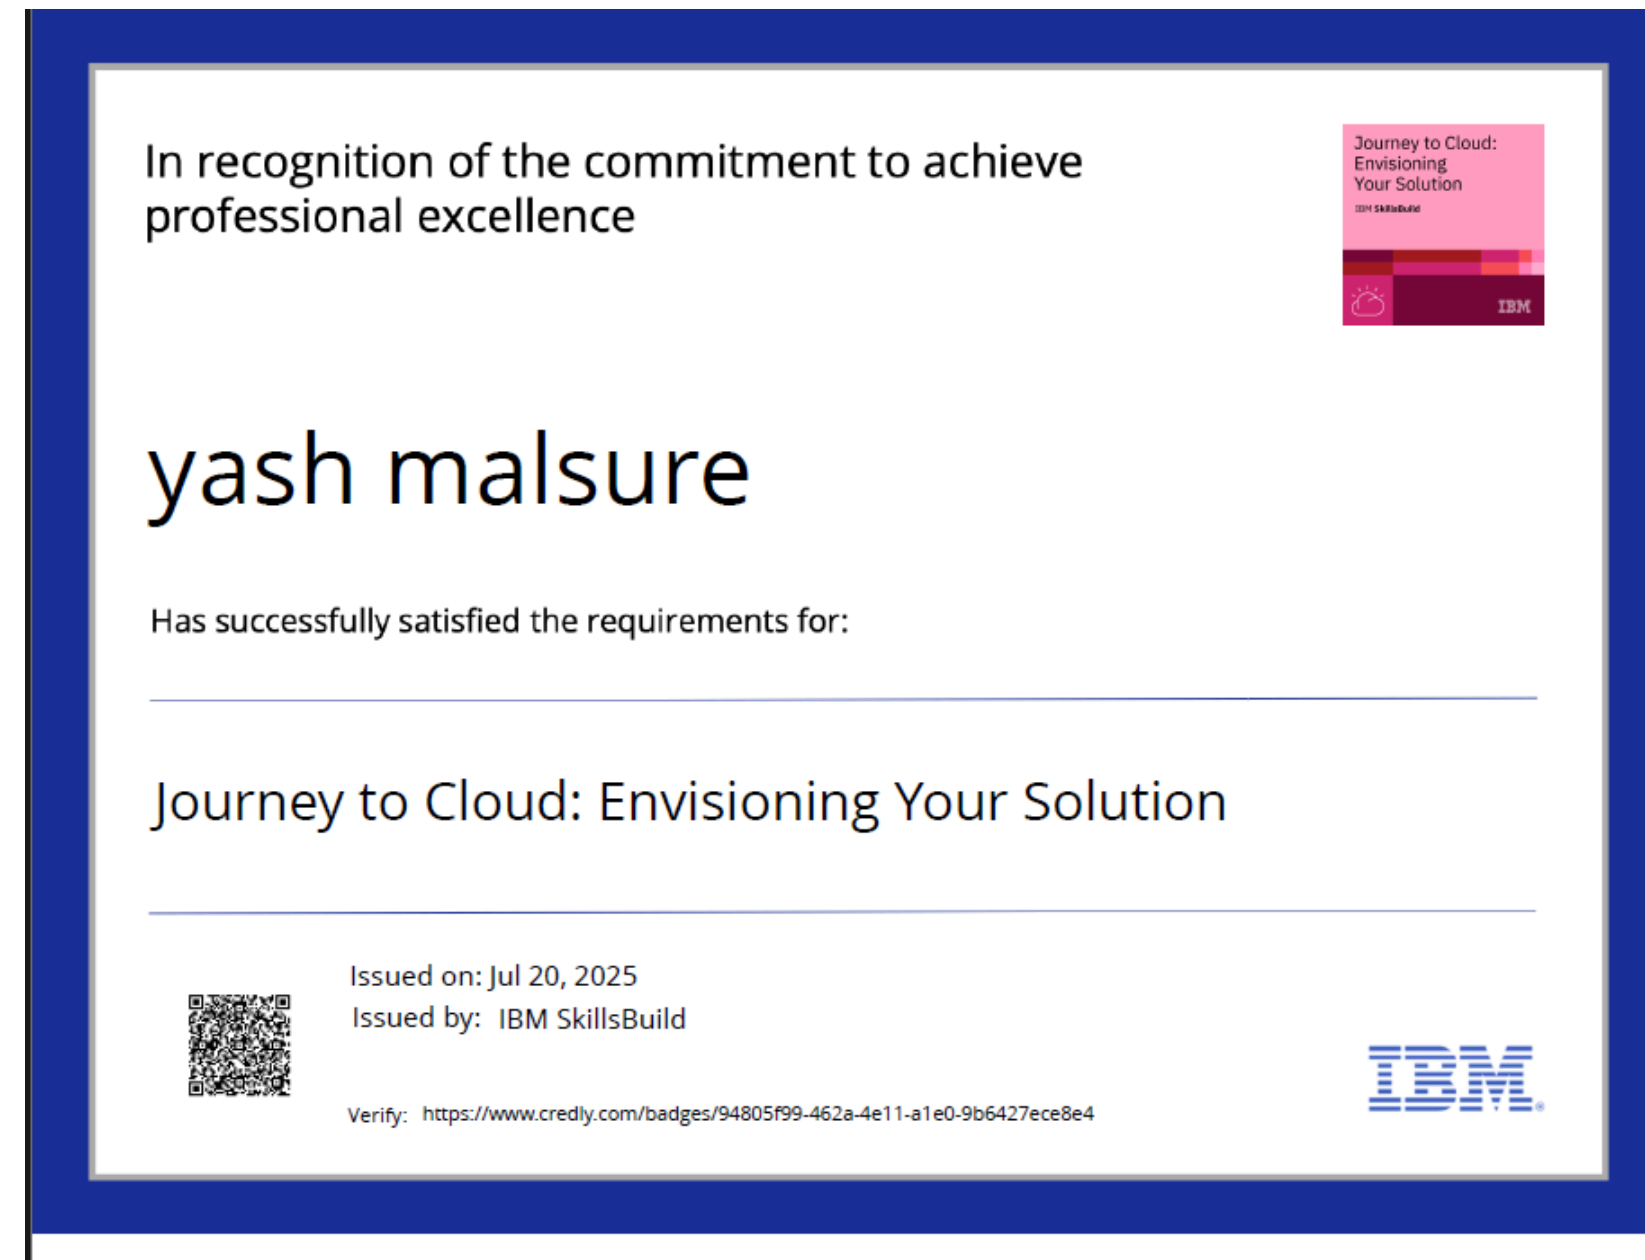 In recognition of the commitment to achieve
professional excellence
Journey to Cloud:
Envisioning
Your Solution
IBM SkillsBuild
IBM
yash malsure
Has successfully satisfied the requirements for:
Journey to Cloud: Envisioning Your Solution
Issued on: Jul 20, 2025
Issued by: IBM SkillsBuild
IBM
Verify: https://www.credly.com/badges/94805f99-462a-4e11-a1e0-9b6427ece8e4